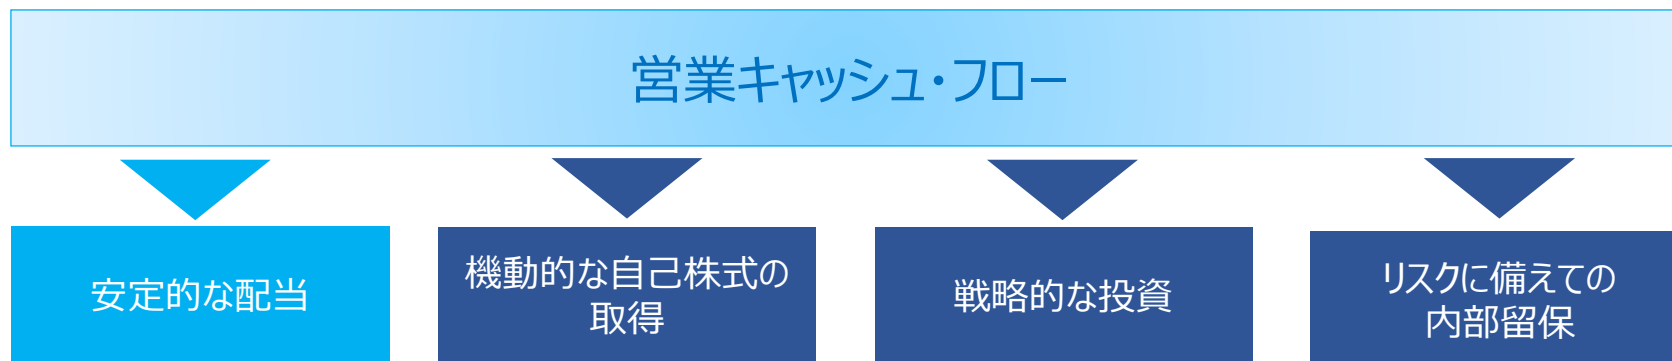 営業キャッシュ・フロー
安定的な配当
機動的な自己株式の
取得
戦略的な投資
リスクに備えての
内部留保